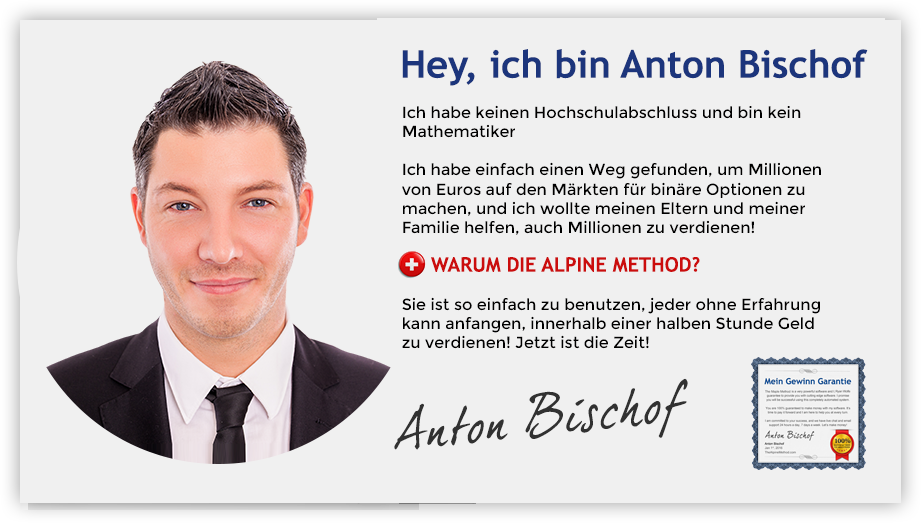 Hey, ich bin Anton Bischof
Ich habe keinen Hochschulabschluss und bin kein
Mathematiker
Ich habe einfach einen Weg gefunden, um Millionen
von Euros auf den Märkten für binäre Optionen zu
machen, und ich wollte meinen Eltern und meiner
Familie helfen, auch Millionen zu verdienen!
WARUM DIE ALPINE METHOD?
Sie ist so einfach zu benutzen, jeder ohne Erfahrung
kann anfangen, innerhalb einer halben Stunde Geld
zu verdienen! Jetzt ist die Zeit!
Anton Bischof
Mein Gewinn Garantie
Anton Bischof
Anton Bischof
100%